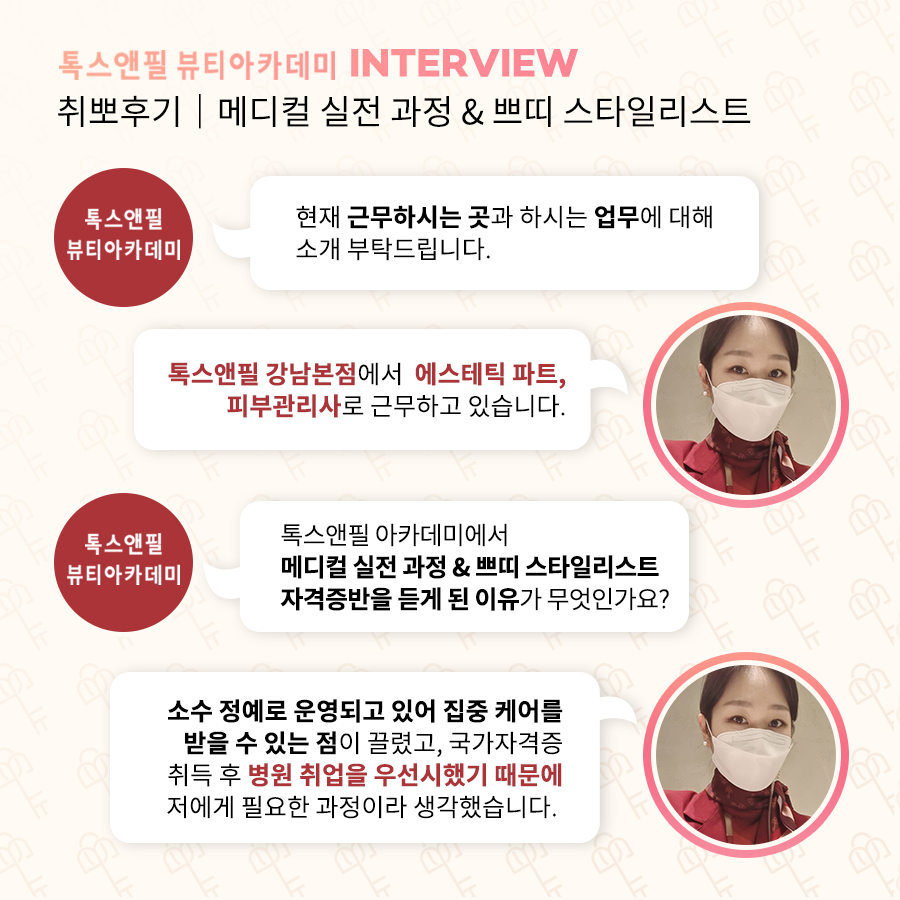 톡스앤필 뷰티아카데미 INTERVIEW
취뽀후기 | 메디컬 실전 과정 & 쁘띠 스타일리스트
톡스앤필
뷰티아카데미
현재 근무하시는 곳과 하시는 업무에 대해
소개 부탁드립니다.
톡스앤필 강남본점에서 에스테틱 파트,
피부관리사로 근무하고 있습니다.
톡스앤필
뷰티아카데미
톡스앤필 아카데미에서
메디컬 실전 과정 & 쁘띠 스타일리스트
자격증반을 듣게 된 이유가 무엇인가요?
소수 정예로 운영되고 있어 집중 케어를
받을 수 있는 점이 끌렸고, 국가자격증
취득 후 병원 취업을 우선시했기 때문에
저에게 필요한 과정이라 생각했습니다.